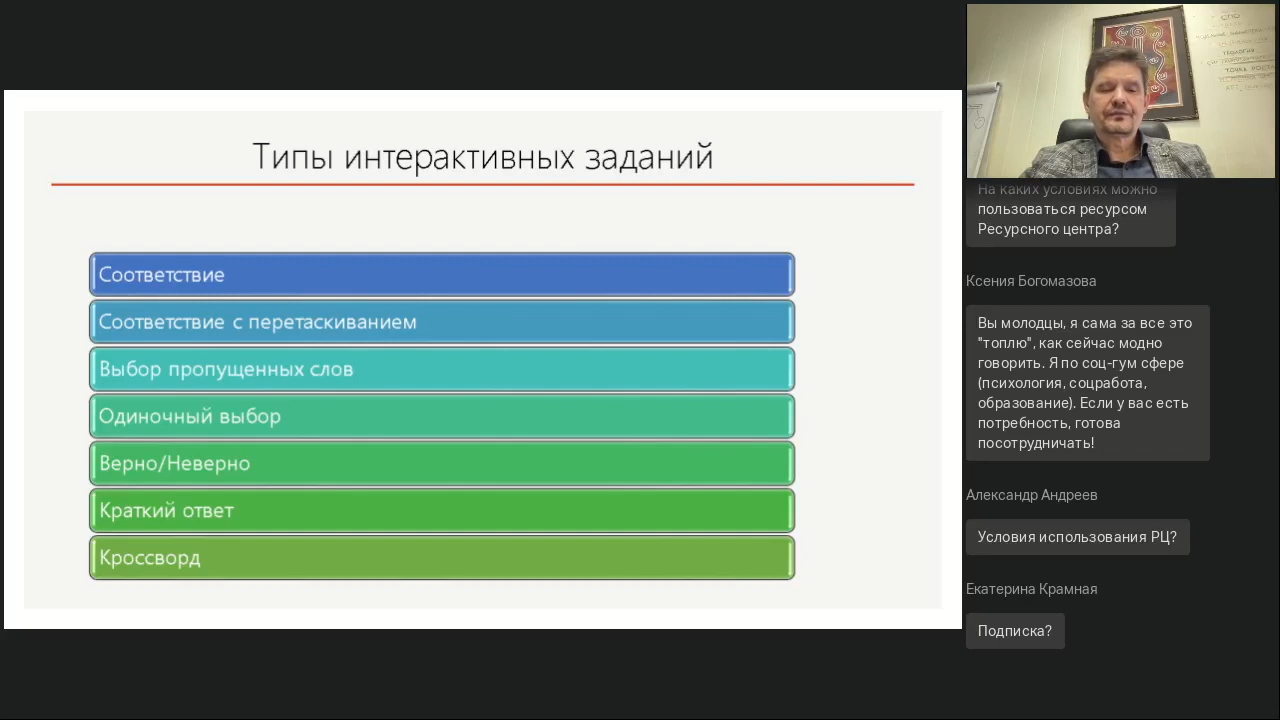 Типы интерактивных заданий
Соответствие
Соответствие с перетаскиванием
Выбор пропущенных слов
Одиночный выбор
Верно/Неверно
Краткий ответ
Кроссворд
ТЕОЛОГИЯ
На каких условиях можно
пользоваться ресурсом
Ресурсного центра?
Ксения Богомазова
Вы молодцы, я сама за все это
"топлю", как сейчас модно
говорить. Я по соц-гум сфере
(психология, соцработа,
образование). Если у вас есть
потребность, готова
посотрудничать!
Александр Андреев
Условия использования РЦ?
Екатерина Крамная
Подписка?